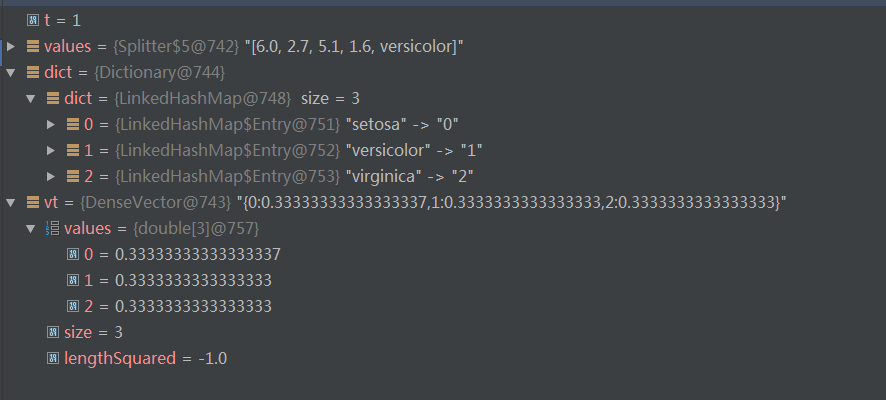 t = 1
values = {Splitter$5@742} "[6.0, 2.7, 5.1, 1.6, versicolor]"
dict = {Dictionary@744}
dict = {LinkedHashMap@748} size = 3
0 = {LinkedHashMap$Entry@751} "setosa" -> "0"
1 = {LinkedHashMap$Entry@752} "versicolor" -> "1"
2 = {LinkedHashMap$Entry@753} "virginica" -> "2"
vt = {DenseVector@743} "{0:0.33333333333333337,1:0.3333333333333333,2:0.3333333333333333}"
values = {double[3]@757}
0 = 0.33333333333333337
1 = 0.3333333333333333
2 = 0.3333333333333333
size = 3
lengthSquared = -1.0